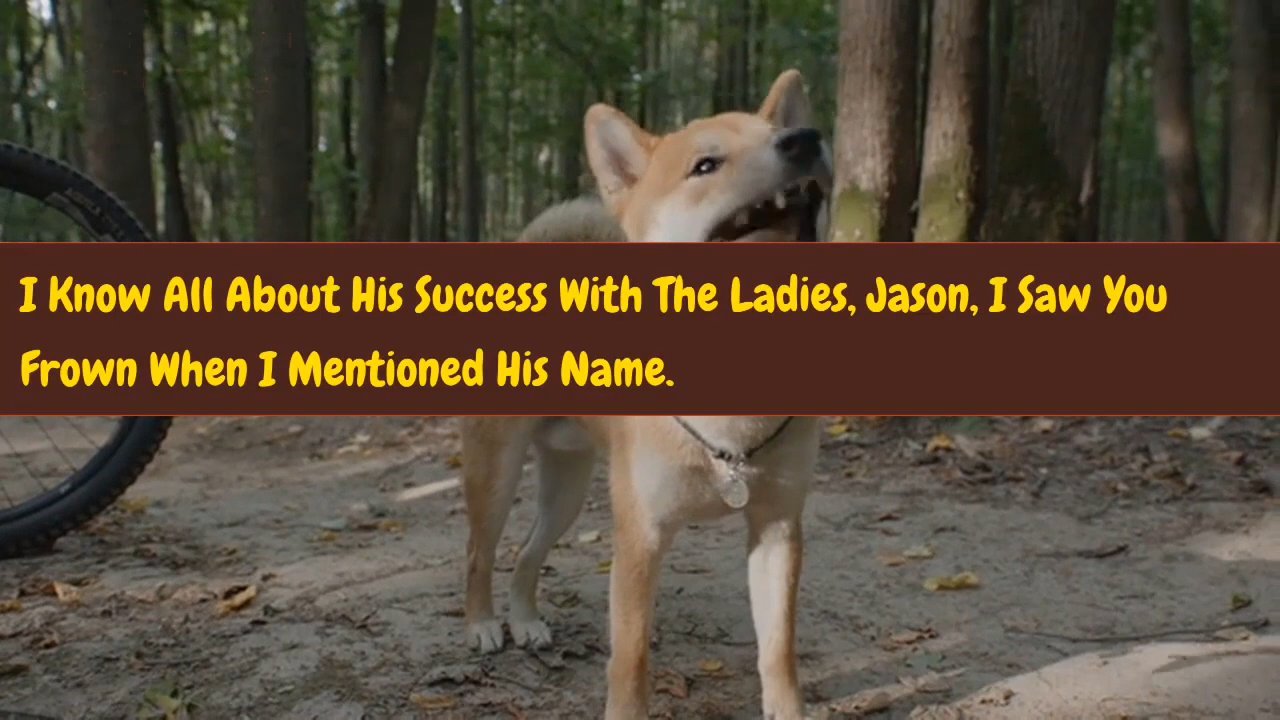 I Know All About His Success With The Ladies, Jason, I Saw You
Frown When I Mentioned His Name.